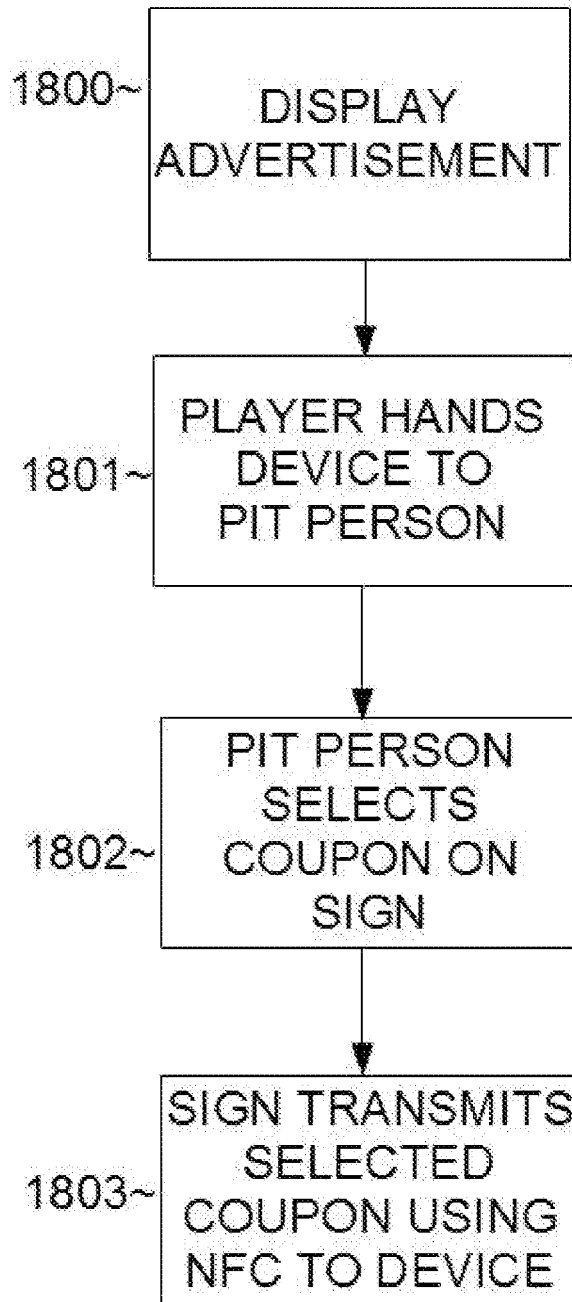 1800~
DISPLAY
ADVERTISEMENT
1801~
PLAYER HANDS
DEVICE TO
PIT PERSON
1802~
PIT PERSON
SELECTS
COUPON ON
SIGN
1803~
SIGN TRANSMITS
SELECTED
COUPON USING
NFC TO DEVICE